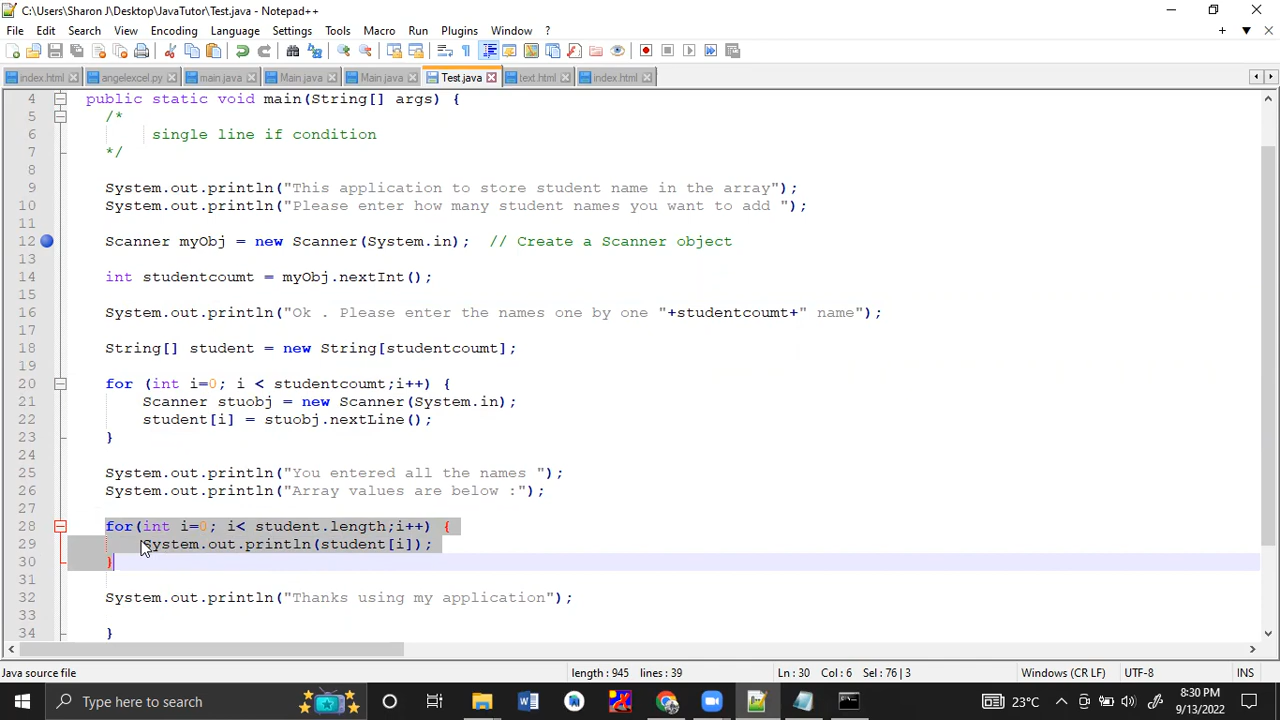 C:\Users\Sharon J\Desktop\JavaTutor\Test.java - Notepad++
File Edit Search View Encoding Language Settings Tools Macro Run Plugins Window ?
index.html angelexcel.py main.java Main.java Main.java Test.java text.html index.html
4 public static void main(String[] args) {
5 /*
6 single line if condition
7 */
8
9 System.out.println("This application to store student name in the array");
10 System.out.println("Please enter how many student names you want to add ");
11
12 Scanner myObj = new Scanner(System.in); // Create a Scanner object
13
14 int studentcoumt = myObj.nextInt();
15
16 System.out.println("Ok . Please enter the names one by one "+studentcoumt+" name");
17
18 String[] student = new String[studentcoumt];
19
20 for (int i=0; i < studentcoumt;i++) {
21 Scanner stuobj = new Scanner(System.in);
22 student[i] = stuobj.nextLine();
23 }
24
25 System.out.println("You entered all the names ");
26 System.out.println("Array values are below :");
27
28 for(int i=0; i< student.length;i++) {
29 System.out.println(student[i]);
30 }
31
32 System.out.println("Thanks using my application");
33
34 }
Java source file length : 945 lines : 39 Ln : 30 Col : 6 Sel : 76 | 3 Windows (CR LF) UTF-8 INS
Type here to search 23°C 8:30 PM
9/13/2022